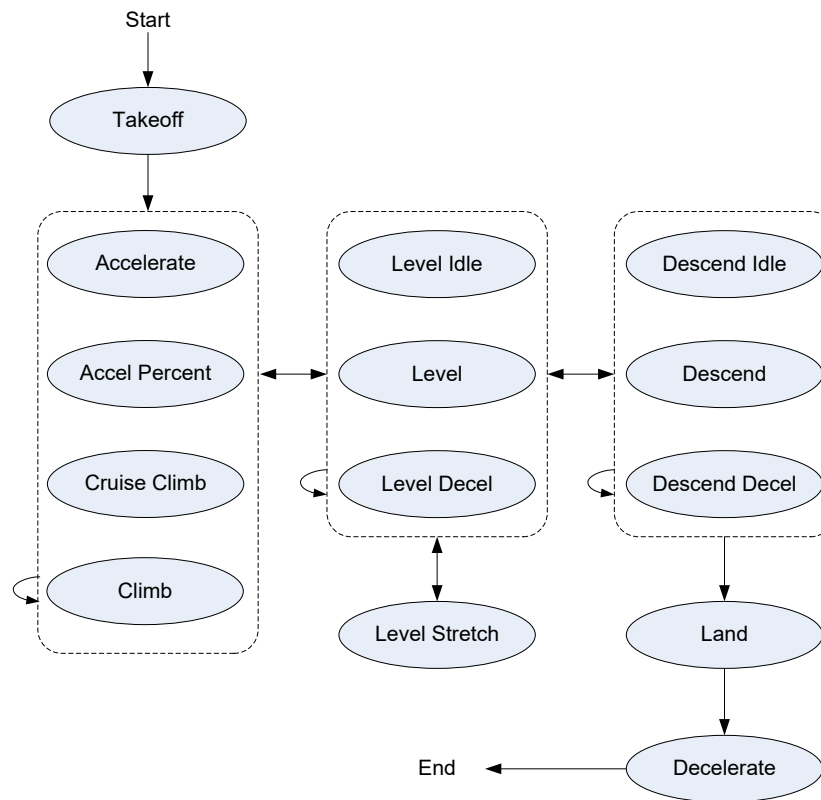 Start
Takeoff
Accelerate
Level Idle
Descend Idle
Accel Percent
Level
Descend
Cruise Climb
Level Decel
Descend Decel
Climb
Level Stretch
Land
End
Decelerate